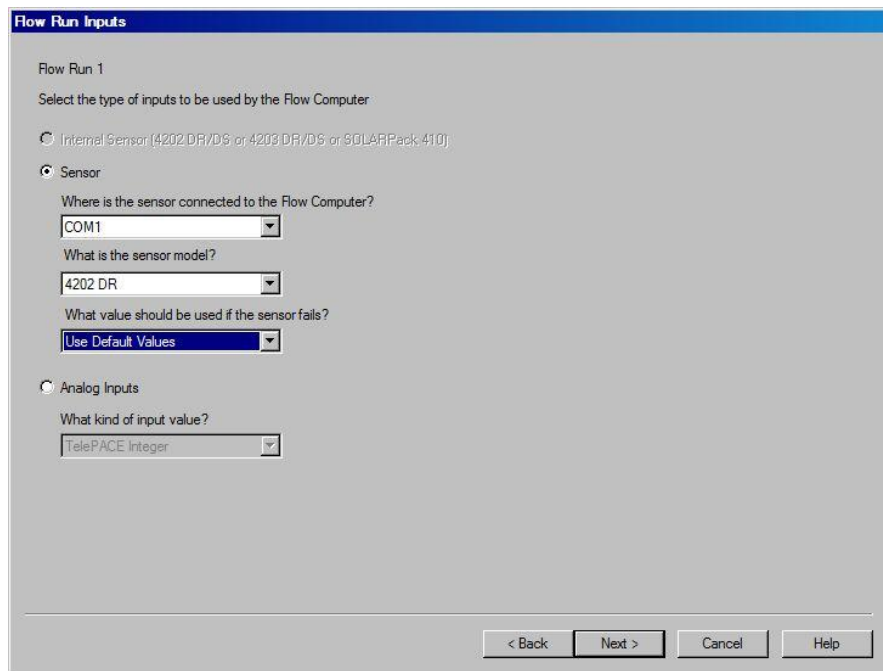 Flow Run Inputs
Flow Run 1
Select the type of inputs to be used by the Flow Computer
Internal Sensor (4202 DR/DS or 4203 DR/DS or SOLARPack 410)
Sensor
Where is the sensor connected to the Flow Computer?
COM1
What is the sensor model?
4202 DR
What value should be used if the sensor fails?
Use Default Values
Analog Inputs
What kind of input value?
TelePACE Integer
< Back Next > Cancel Help